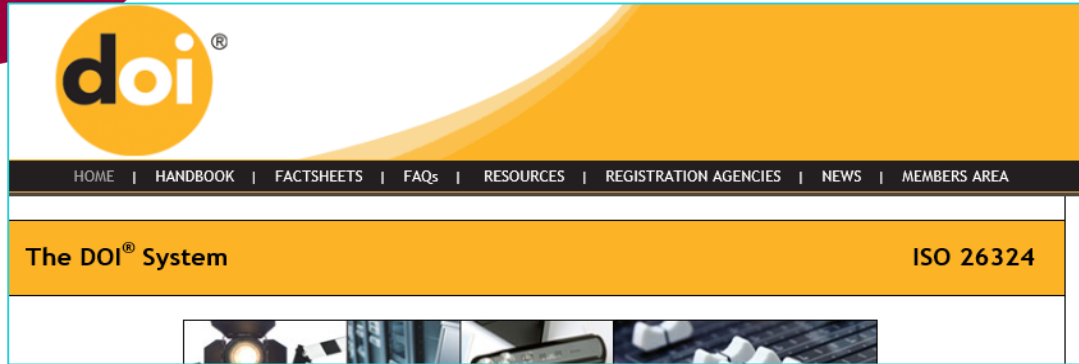 doi®
HOME | HANDBOOK | FACTSHEETS | FAQs | RESOURCES | REGISTRATION AGENCIES | NEWS | MEMBERS AREA
The DOI® System ISO 26324